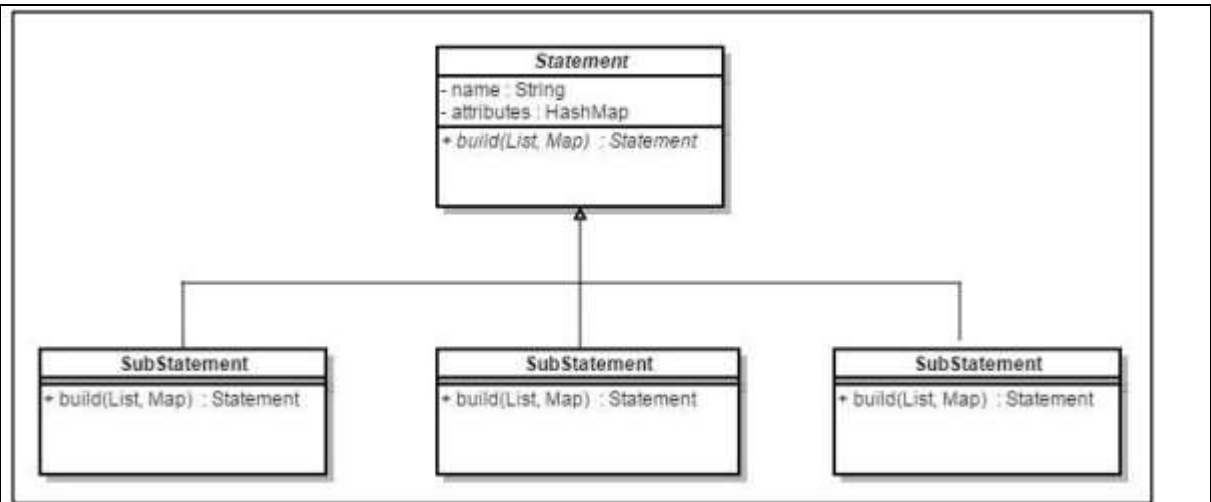 Statement
- name : String
- attributes : HashMap
+ build(List, Map) : Statement
SubStatement
+ build(List, Map) : Statement
SubStatement
+ build(List, Map) : Statement
SubStatement
+ build(List, Map) : Statement